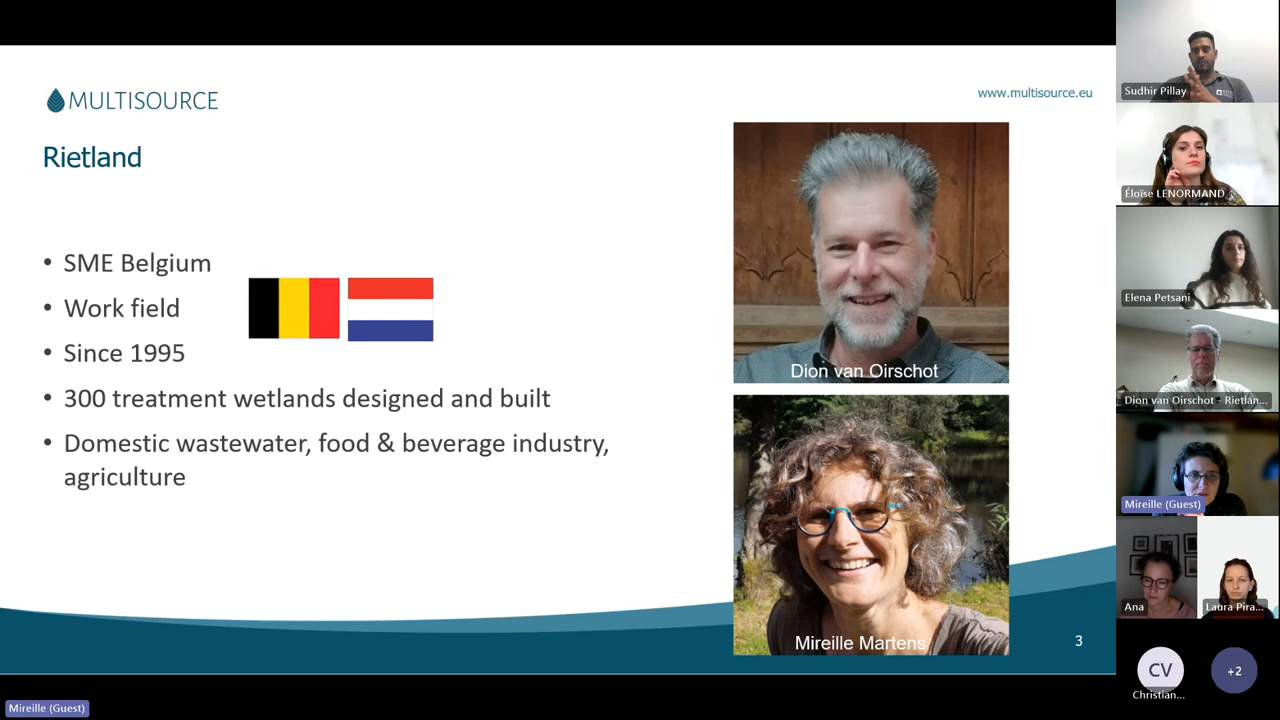 MULTISOURCE
www.multisource.eu
Rietland
• SME Belgium
• Work field
• Since 1995
• 300 treatment wetlands designed and built
• Domestic wastewater, food & beverage industry,
agriculture
Dion van Oirschot
Mireille Martens
3
Mireille (Guest)
Sudhir Pillay
Éloïse LENORMAND
Elena Petsani
Dion van Oirschot - Rietlan...
Mireille (Guest)
Ana
Laura Pira...
CV
Christian...
+2